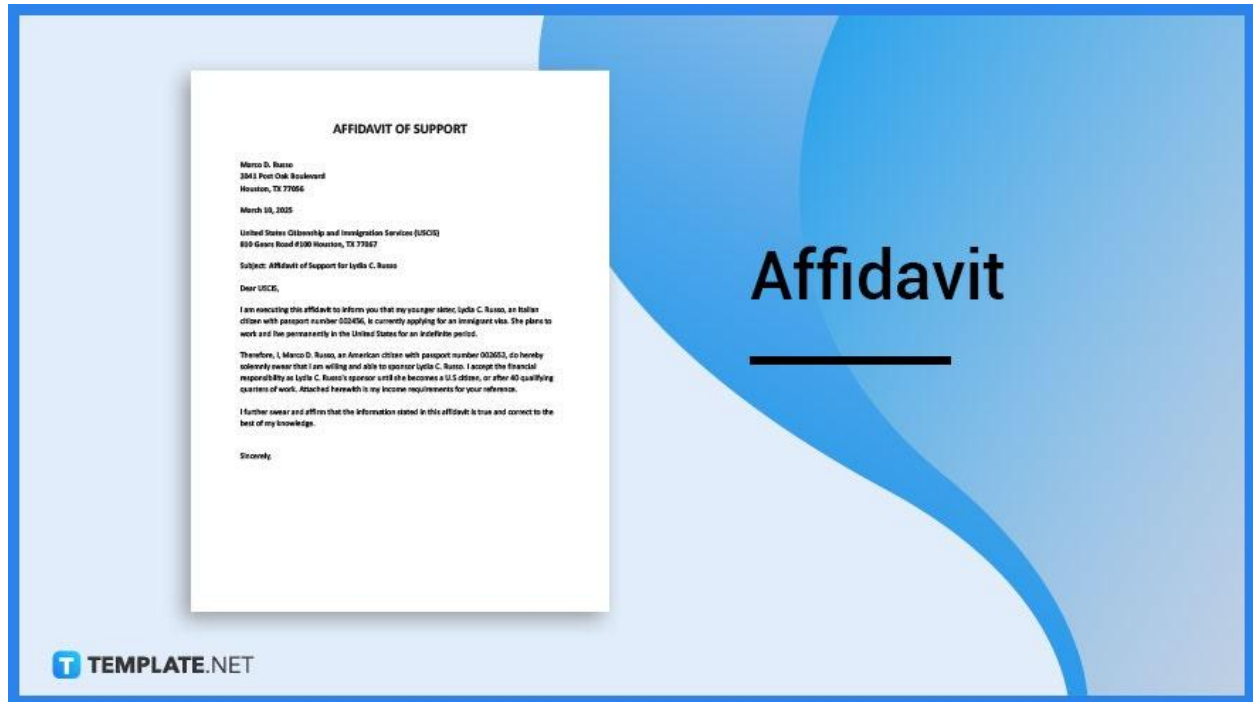 AFFIDAVIT OF SUPPORT
Marco D. Russo
3041 Post Oak Boulevard
Houston, TX 77056
March 10, 2025
United States Citizenship and Immigration Services (USCIS)
810 Gears Road #100 Houston, TX 77067
Subject: Affidavit of Support for Lydia C. Russo
Dear USCIS,
I am executing this affidavit to inform you that my younger sister, Lydia C. Russo, an Italian
citizen with passport number 002456, is currently applying for an immigrant visa. She plans to
work and live permanently in the United States for an indefinite period.
Therefore, I, Marco D. Russo, an American citizen with passport number 002653, do hereby
solemnly swear that I am willing and able to sponsor Lydia C. Russo. I accept the financial
responsibility as Lydia C. Russo's sponsor until she becomes a U.S citizen, or after 40 qualifying
quarters of work. Attached herewith is my income requirements for your reference.
I further swear and affirm that the information stated in this affidavit is true and correct to the
best of my knowledge.
Sincerely,
Affidavit
T TEMPLATE.NET